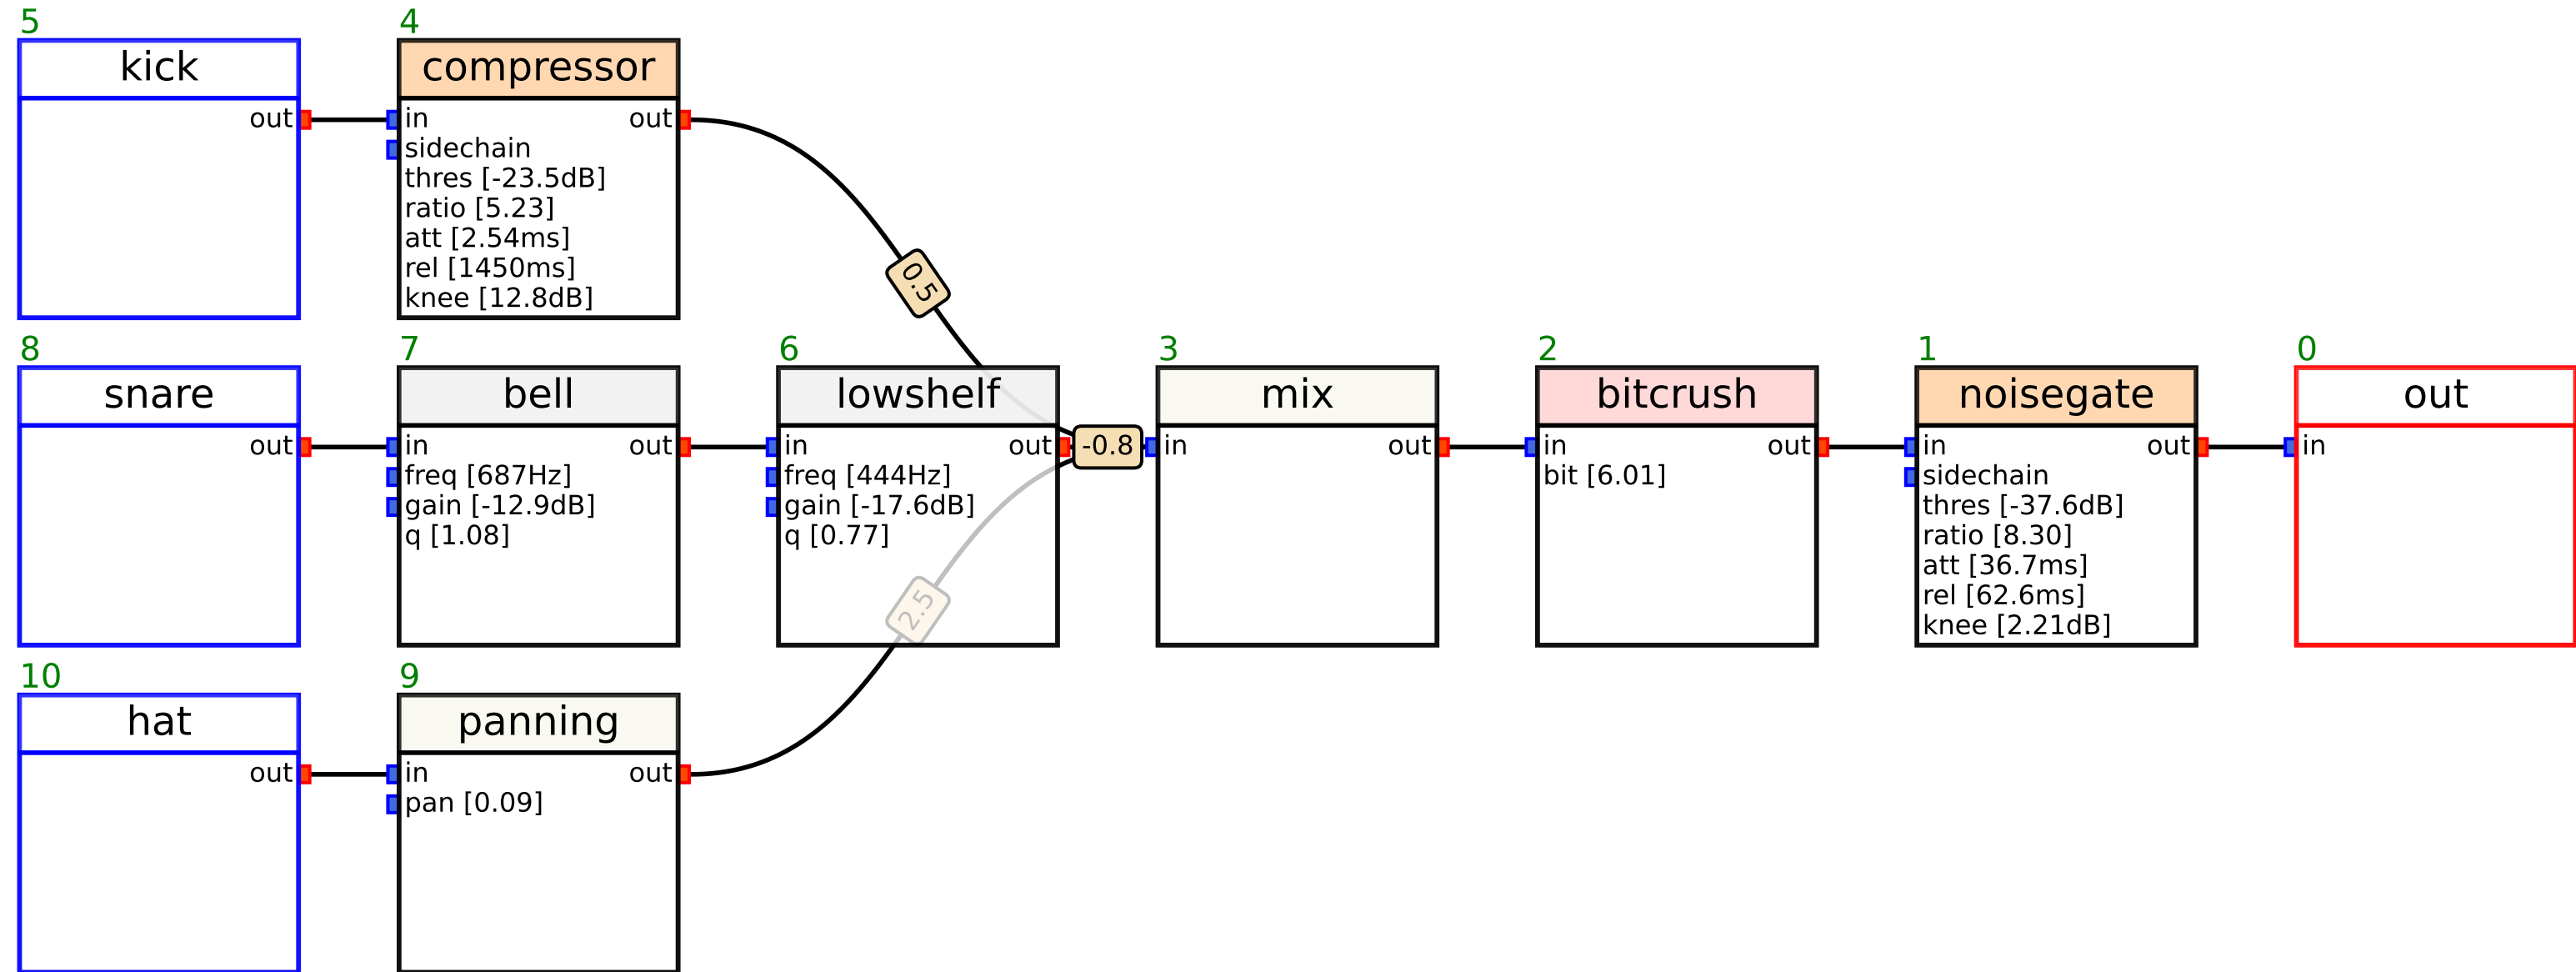 5
kick
out
4
compressor
in out
sidechain
thres [-23.5dB]
ratio [5.23]
att [2.54ms]
rel [1450ms]
knee [12.8dB]
0.5
8
snare
out
7
bell
in out
freq [687Hz]
gain [-12.9dB]
q [1.08]
6
lowshelf
in out
freq [444Hz]
gain [-17.6dB]
q [0.77]
-0.8
2.5
3
mix
in out
2
bitcrush
in out
bit [6.01]
1
noisegate
in out
sidechain
thres [-37.6dB]
ratio [8.30]
att [36.7ms]
rel [62.6ms]
knee [2.21dB]
0
out
in
10
hat
out
9
panning
in out
pan [0.09]